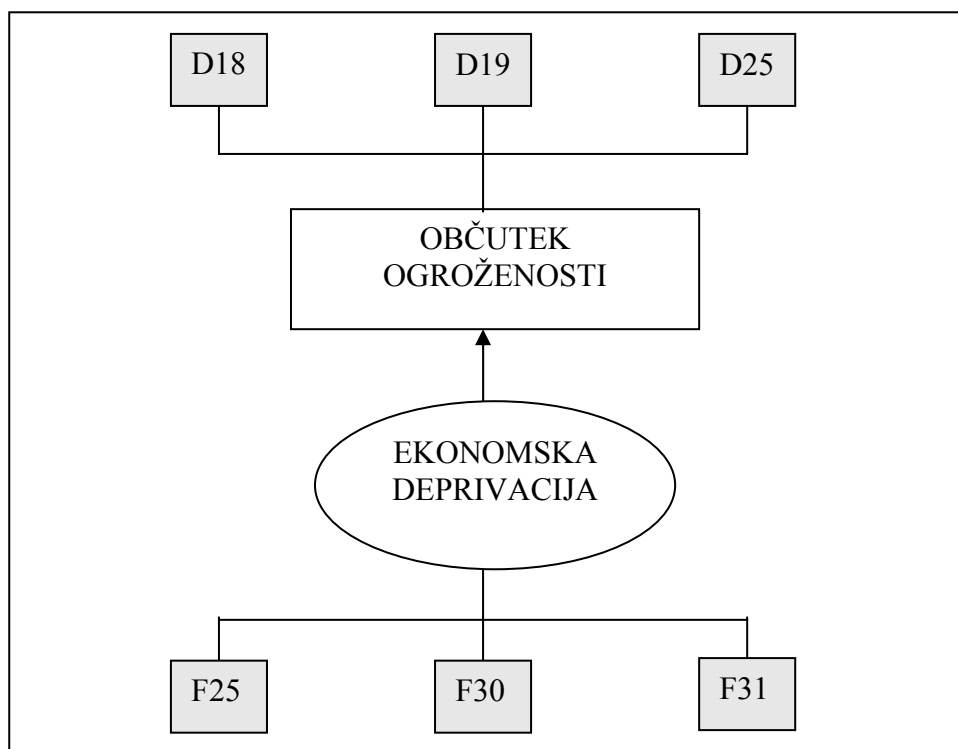 D18 D19 D25
OBČUTEK
OGROŽENOSTI
EKONOMSKA
DEPRIVACIJA
F25 F30 F31